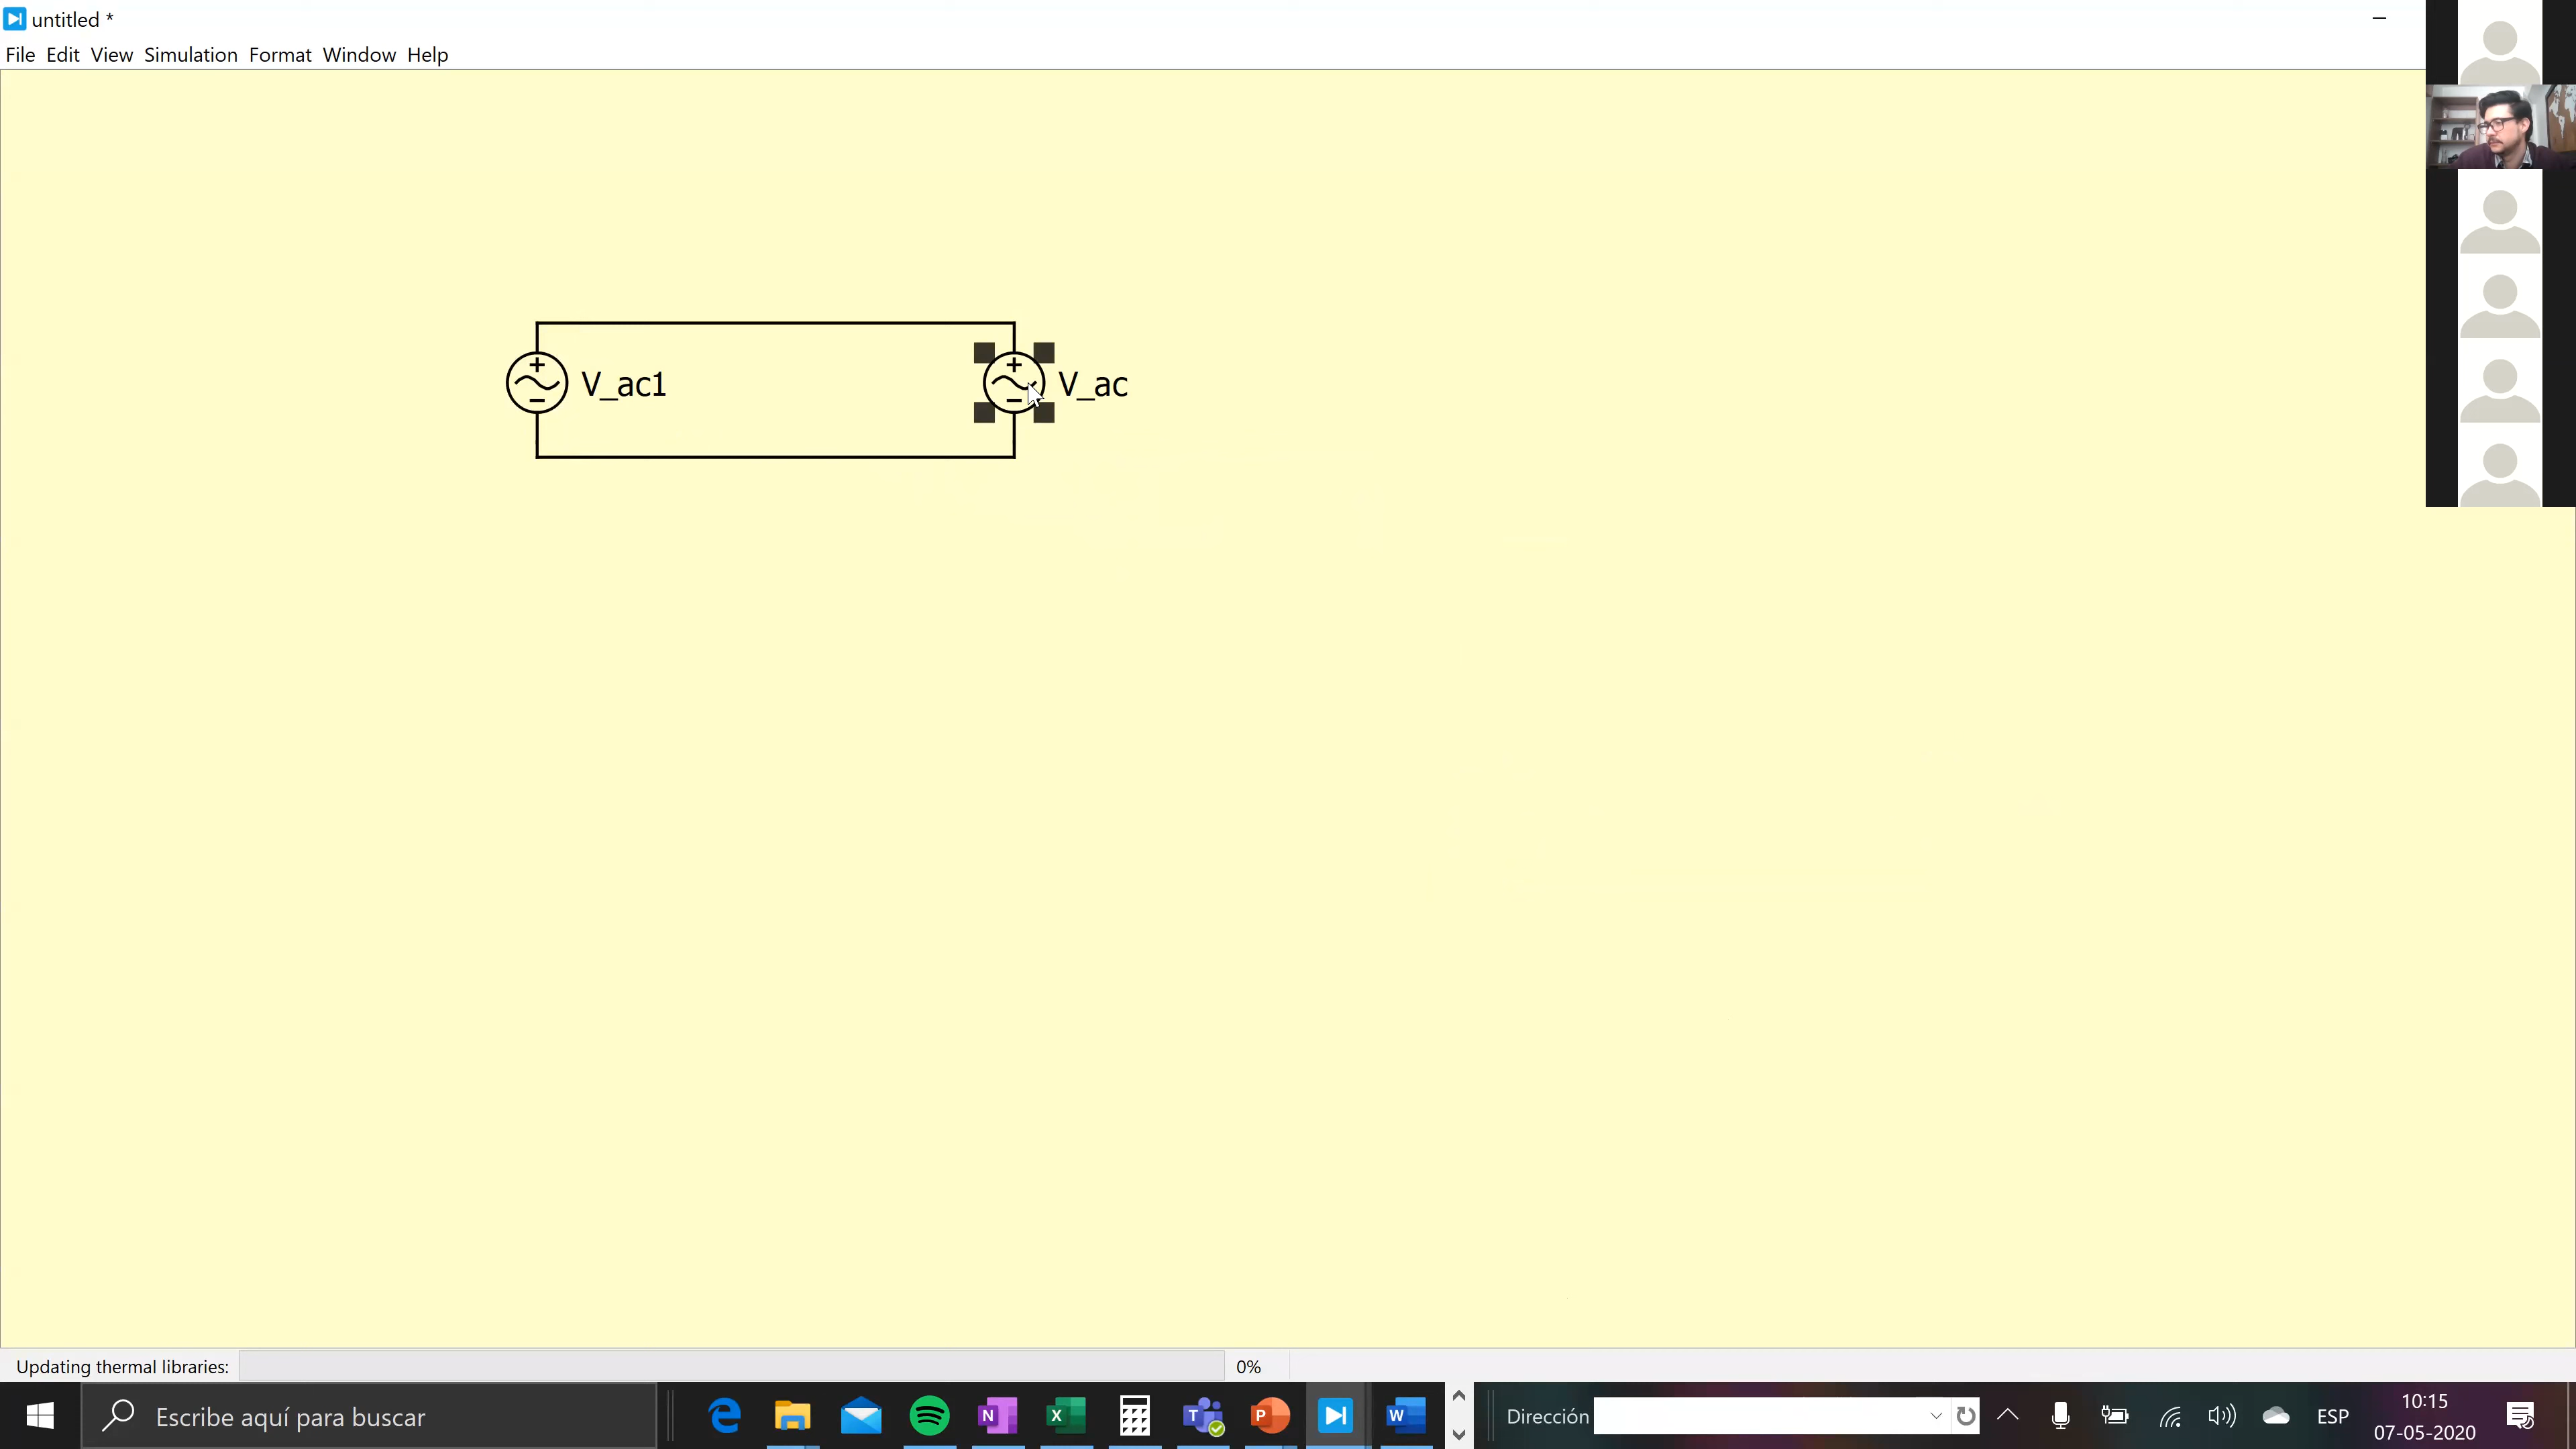 untitled *
File Edit View Simulation Format Window Help
V_ac1
V_ac
Updating thermal libraries:
0%
Escribe aquí para buscar
Dirección
ESP
10:15
07-05-2020